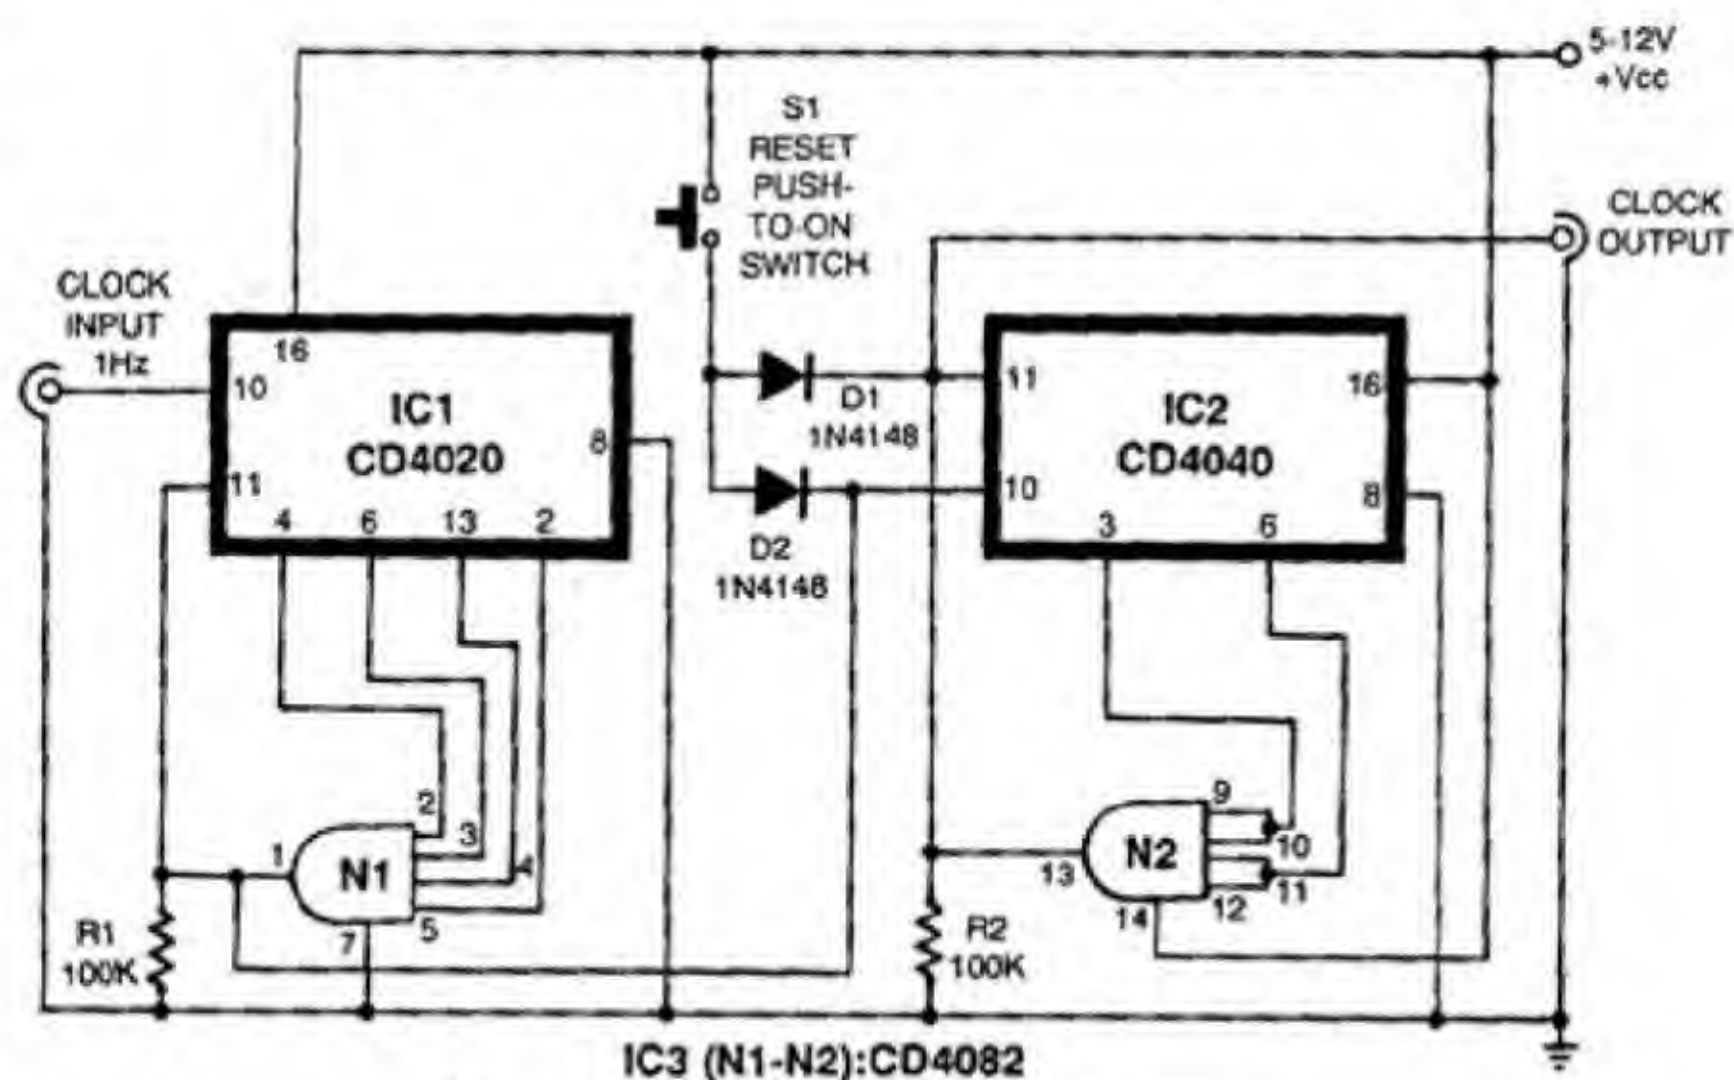 5-12V
+Vcc
S1
RESET
PUSH-
TO-ON
SWITCH
CLOCK
OUTPUT
CLOCK
INPUT
1Hz
16
10
IC1
CD4020
8
11
4 6 13 2
D1
1N4148
D2
1N4148
11
16
IC2
CD4040
10
8
3 6
2
3
4
5
1
N1
7
R1
100K
9
10
11
12
13
N2
14
R2
100K
IC3 (N1-N2):CD4082